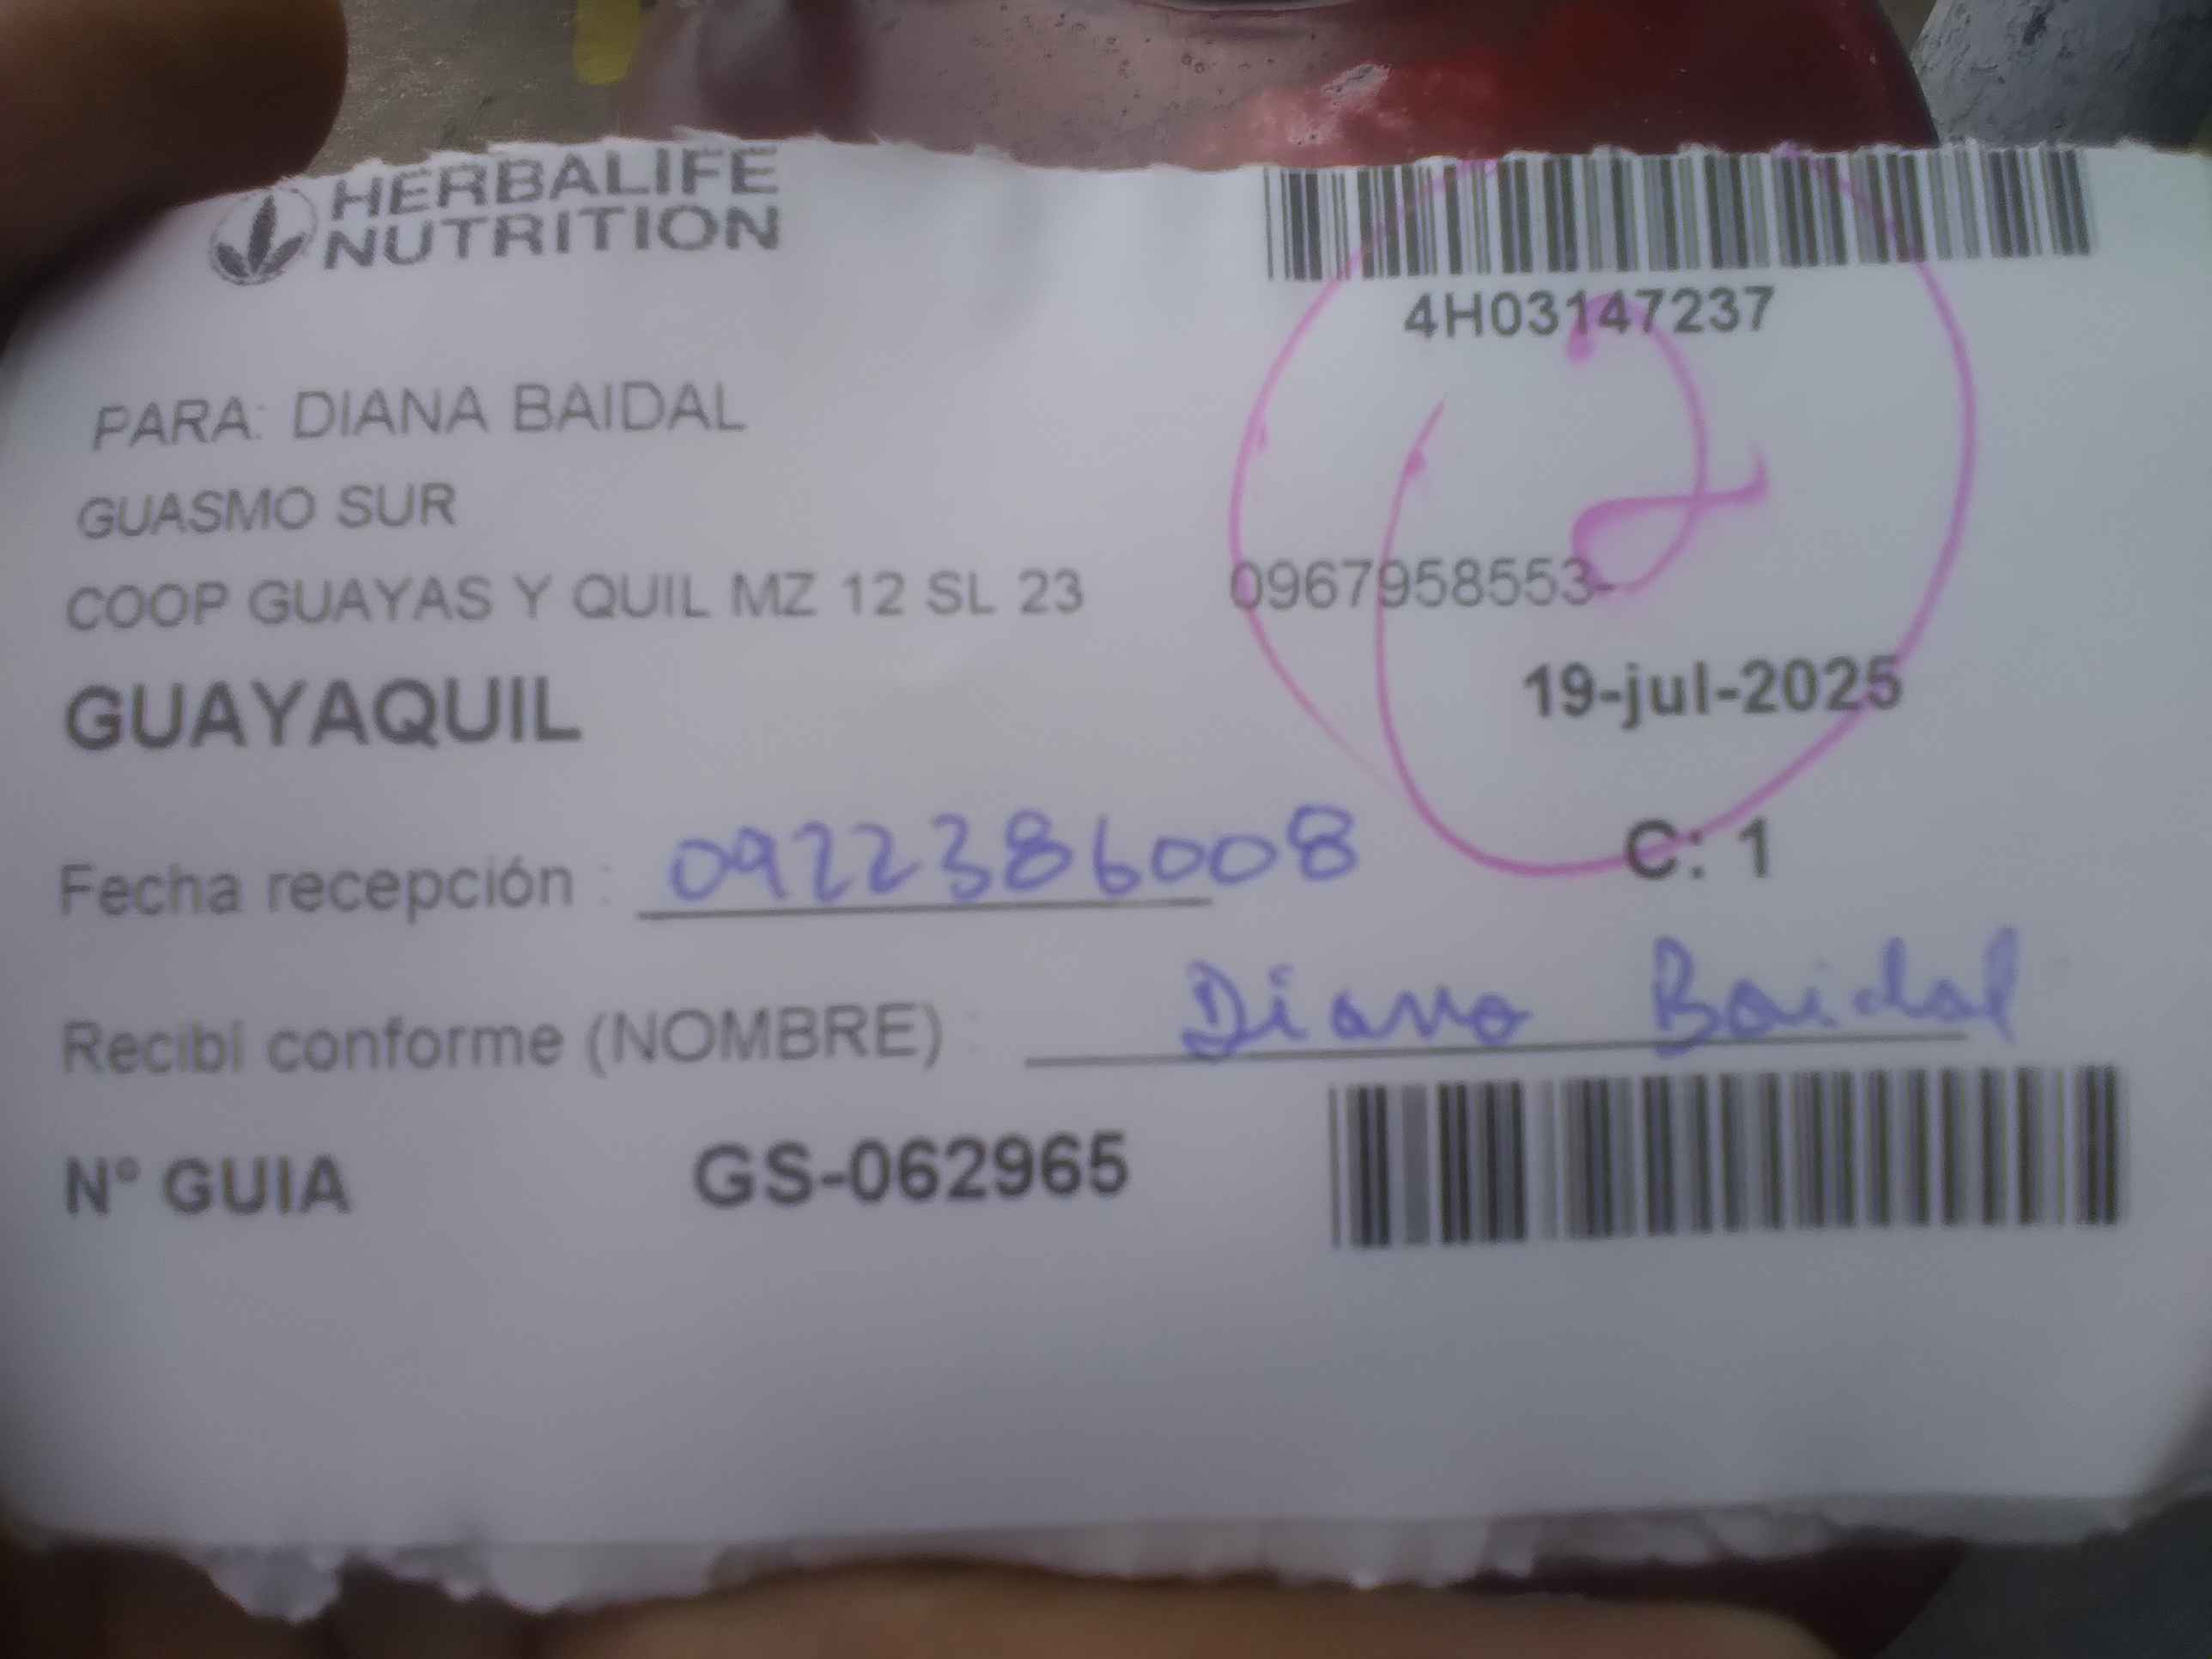 HERBALIFE
NUTRITION
4H03147237
2
PARA: DIANA BAIDAL
GUASMO SUR
COOP GUAYAS Y QUIL MZ 12 SL 23 0967958553-
GUAYAQUIL 19-jul-2025
C: 1
Fecha recepción : 0922386008
Recibí conforme (NOMBRE) : Diana Baidal
N° GUIA GS-062965